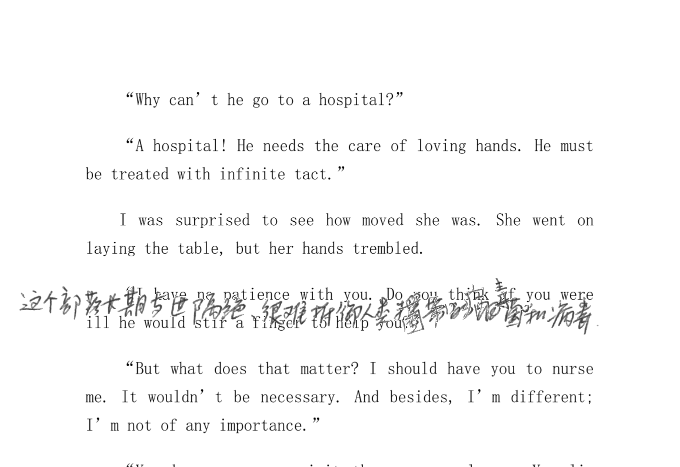 “Why can’t he go to a hospital?”
“A hospital! He needs the care of loving hands. He must
be treated with infinite tact.”
I was surprised to see how moved she was. She went on
laying the table, but her hands trembled.
“I have no patience with you. Do you think if you were
ill he would stir a finger to help you?”
这个部落长期与世隔绝,很难抵御人类携带的细菌和病毒.
“But what does that matter? I should have you to nurse
me. It wouldn’t be necessary. And besides, I’m different;
I’m not of any importance.”